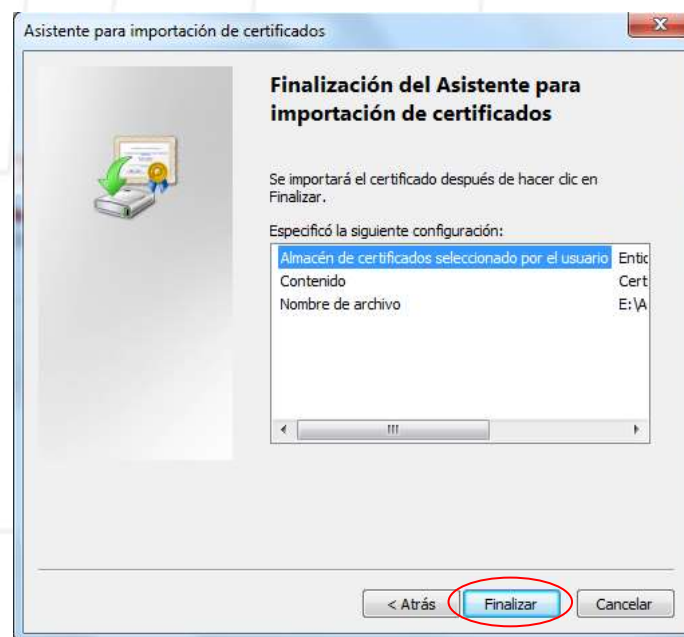 Asistente para importación de certificados
Finalización del Asistente para
importación de certificados
Se importará el certificado después de hacer clic en
Finalizar.
Especificó la siguiente configuración:
Almacén de certificados seleccionado por el usuario Entid
Contenido Cert
Nombre de archivo E:\A
< Atrás Finalizar Cancelar